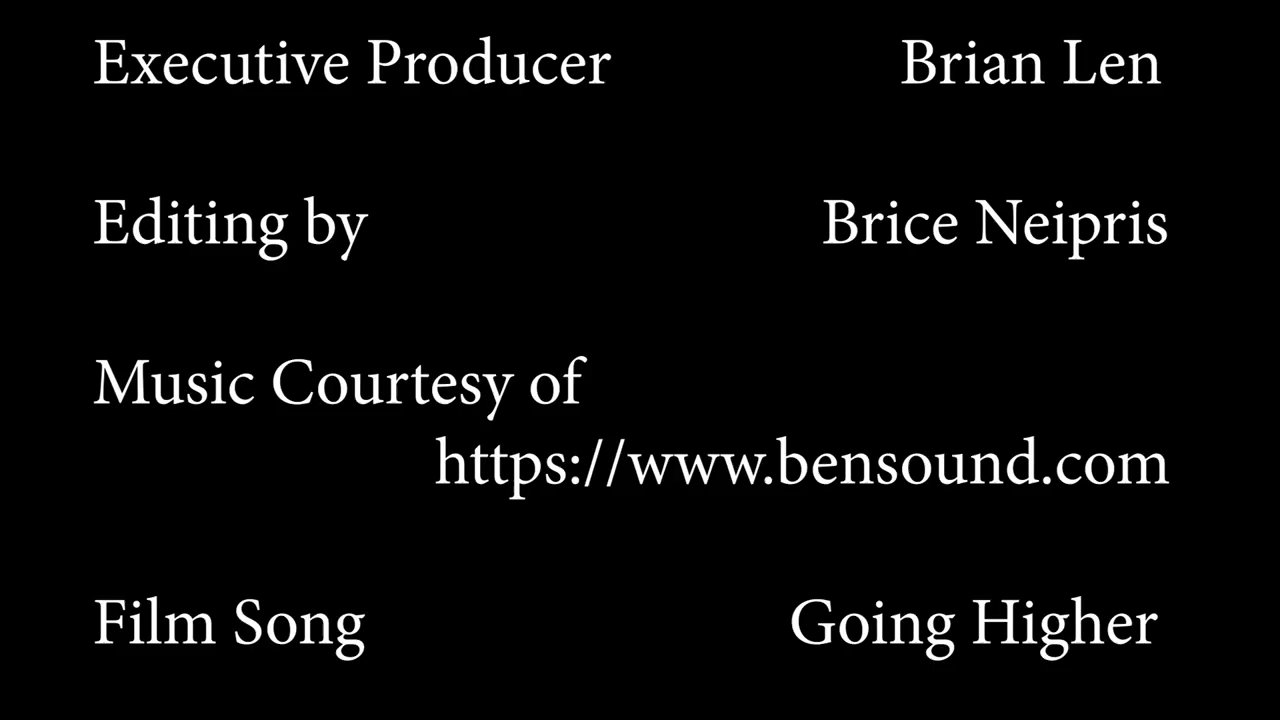 Executive Producer Brian Len
Editing by Brice Neipris
Music Courtesy of
https://www.bensound.com
Film Song Going Higher